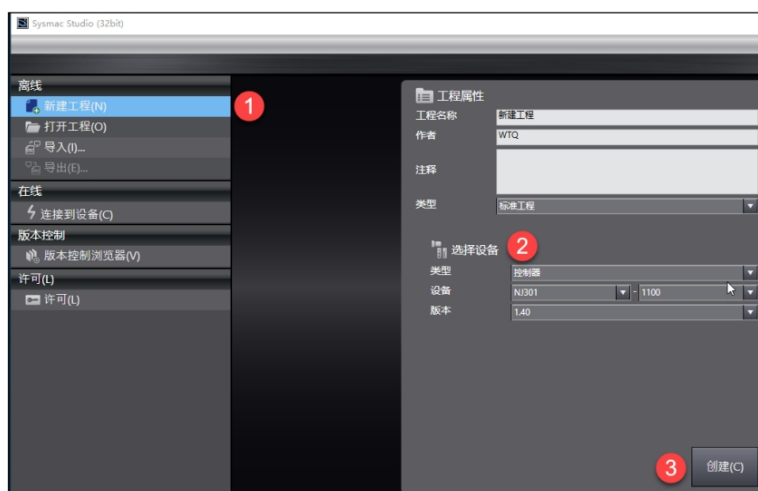 Sysmac Studio (32bit)
离线
新建工程(N)
打开工程(O)
导入(I)...
导出(E)...
在线
连接到设备(C)
版本控制
版本控制浏览器(V)
许可(L)
许可(L)
1
工程属性
工程名称 新建工程
作者 WTQ
注释
类型 标准工程
选择设备 2
类型 控制器
设备 NJ301 - 1100
版本 1.40
3 创建(C)